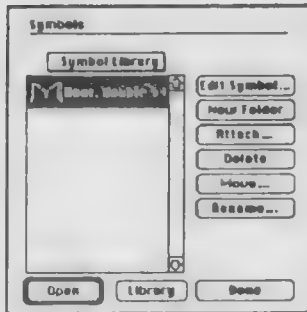 Symbols
Symbol Library
Edit Symbol...
New Folder
Attach...
Delete
Move...
Rename...
Open
Library
Done